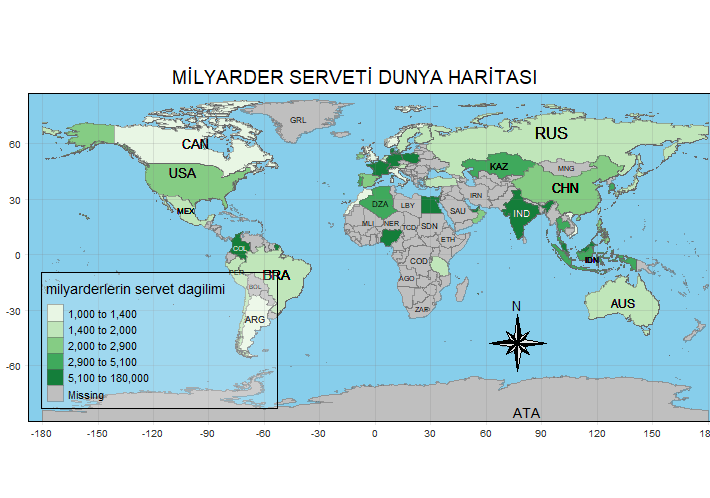 MİLYARDER SERVETİ DUNYA HARİTASI
GRL
RUS
CAN
KAZ
MNG
USA
CHN
IRN
DZA
LBY
SAU
IND
MEX
MLI
NER
TCD
SDN
ETH
COL
COD
IDN
PER
BRA
BOL
AGO
AUS
ARG
ZAF
N
ATA
milyarderlerin servet dagilimi
1,000 to 1,400
1,400 to 2,000
2,000 to 2,900
2,900 to 5,100
5,100 to 180,000
Missing
60
30
0
-30
-60
-180 -150 -120 -90 -60 -30 0 30 60 90 120 150 180